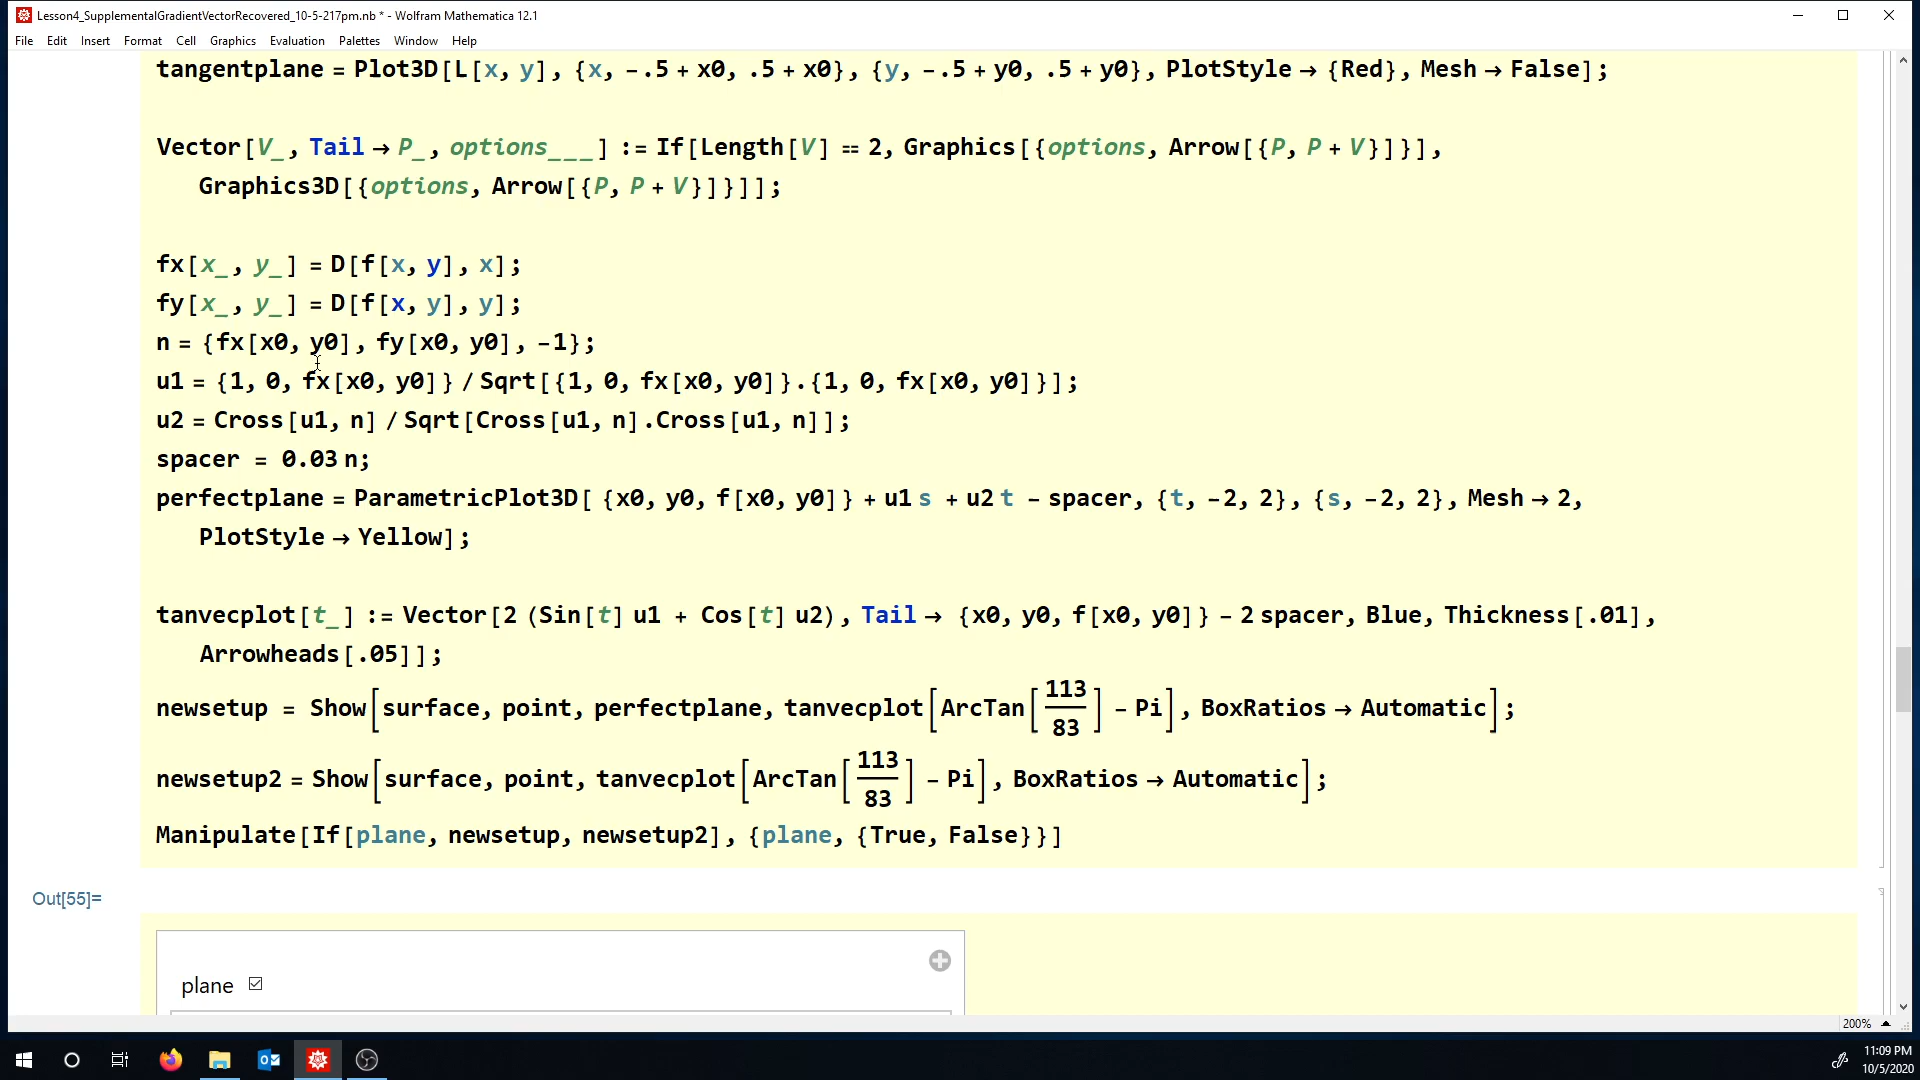 Lesson4_SupplementalGradientVectorRecovered_10-5-217pm.nb * - Wolfram Mathematica 12.1
File Edit Insert Format Cell Graphics Evaluation Palettes Window Help
tangentplane = Plot3D[L[x, y], {x, -.5 + x0, .5 + x0}, {y, -.5 + y0, .5 + y0}, PlotStyle → {Red}, Mesh → False];
Vector[V_, Tail → P_, options___] := If[Length[V] == 2, Graphics[{options, Arrow[{P, P + V}]}],
Graphics3D[{options, Arrow[{P, P + V}]}]];
fx[x_, y_] = D[f[x, y], x];
fy[x_, y_] = D[f[x, y], y];
n = {fx[x0, y0], fy[x0, y0], -1};
u1 = {1, 0, fx[x0, y0]} / Sqrt[{1, 0, fx[x0, y0]}.{1, 0, fx[x0, y0]}];
u2 = Cross[u1, n] / Sqrt[Cross[u1, n].Cross[u1, n]];
spacer = 0.03 n;
perfectplane = ParametricPlot3D[ {x0, y0, f[x0, y0]} + u1 s + u2 t - spacer, {t, -2, 2}, {s, -2, 2}, Mesh → 2,
PlotStyle → Yellow];
tanvecplot[t_] := Vector[2 (Sin[t] u1 + Cos[t] u2), Tail → {x0, y0, f[x0, y0]} - 2 spacer, Blue, Thickness[.01],
Arrowheads[.05]];
newsetup = Show[surface, point, perfectplane, tanvecplot[ArcTan[113/83] - Pi], BoxRatios → Automatic];
newsetup2 = Show[surface, point, tanvecplot[ArcTan[113/83] - Pi], BoxRatios → Automatic];
Manipulate[If[plane, newsetup, newsetup2], {plane, {True, False}}]
Out[55]=
plane
200%
11:09 PM
10/5/2020